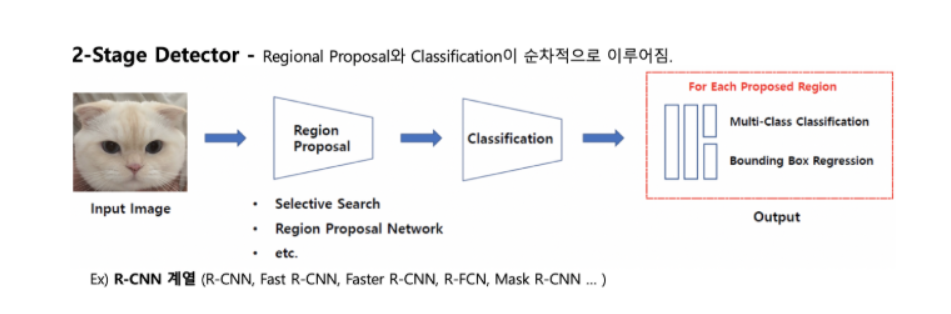 2-Stage Detector - Regional Proposal와 Classification이 순차적으로 이루어짐.
For Each Proposed Region
Region
Proposal
Classification
Multi-Class Classification
Bounding Box Regression
Input Image
• Selective Search
• Region Proposal Network
• etc.
Output
Ex) R-CNN 계열 (R-CNN, Fast R-CNN, Faster R-CNN, R-FCN, Mask R-CNN ... )